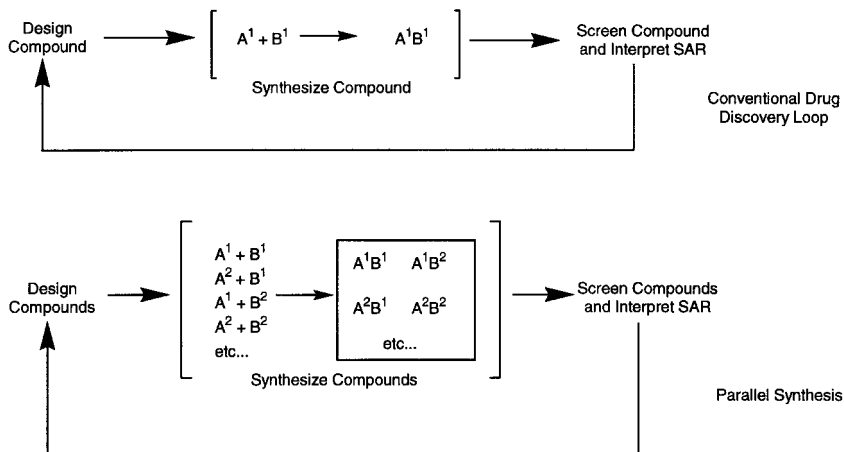 Design
Compound
A¹ + B¹
A¹B¹
Synthesize Compound
Screen Compound
and Interpret SAR
Conventional Drug
Discovery Loop
Design
Compounds
A¹ + B¹
A² + B¹
A¹ + B²
A² + B²
etc...
A¹B¹ A¹B²
A²B¹ A²B²
etc...
Synthesize Compounds
Screen Compounds
and Interpret SAR
Parallel Synthesis